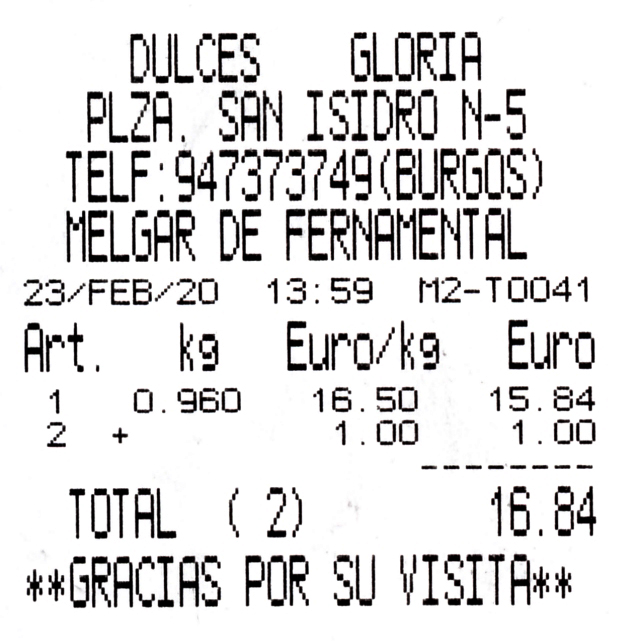 DULCES GLORIA
PLZA. SAN ISIDRO N-5
TELF:947373749(BURGOS)
MELGAR DE FERNAMENTAL
23/FEB/20 13:59 M2-T0041
Art. kg Euro/kg Euro
1 0.960 16.50 15.84
2 + 1.00 1.00
---------
TOTAL ( 2) 16.84
**GRACIAS POR SU VISITA**